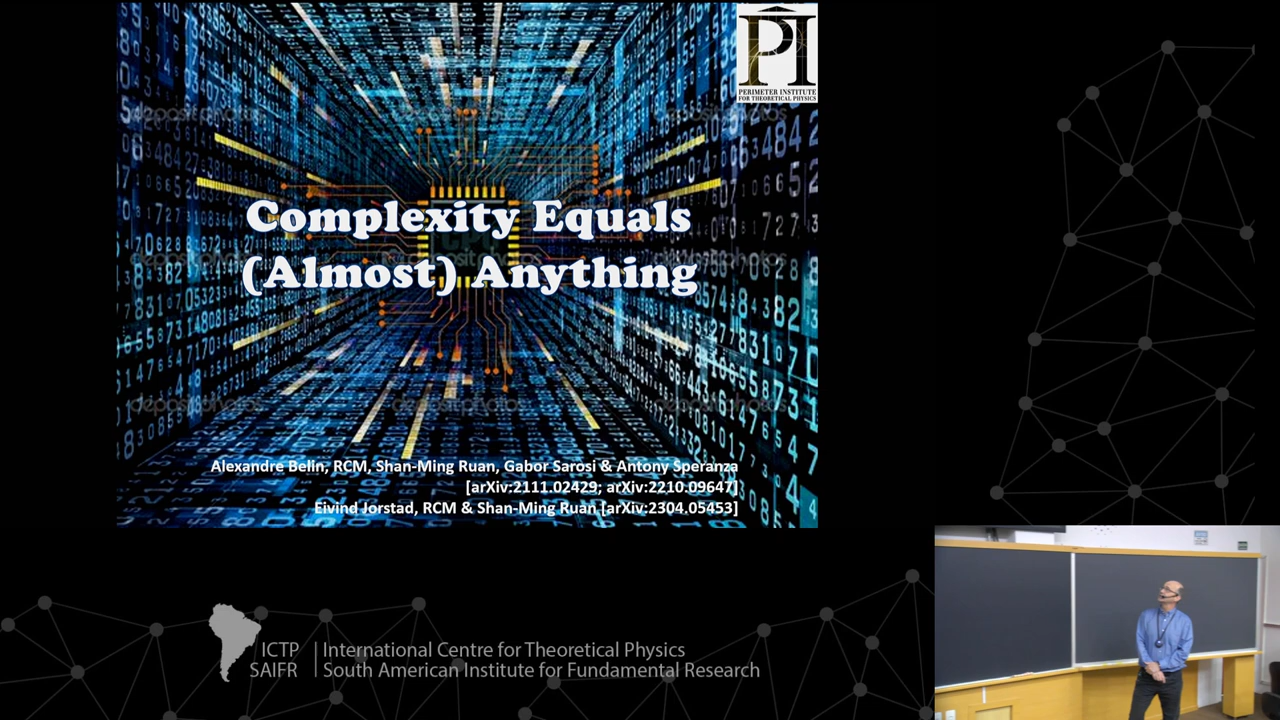 PI
PERIMETER INSTITUTE
FOR THEORETICAL PHYSICS
Complexity Equals
(Almost) Anything
depositphotos
Alexandre Belin, RCM, Shan-Ming Ruan, Gabor Sarosi & Antony Speranza
[arXiv:2111.02429; arXiv:2210.09647]
Eivind Jorstad, RCM & Shan-Ming Ruan [arXiv:2304.05453]
ICTP
SAIFR
International Centre for Theoretical Physics
South American Institute for Fundamental Research